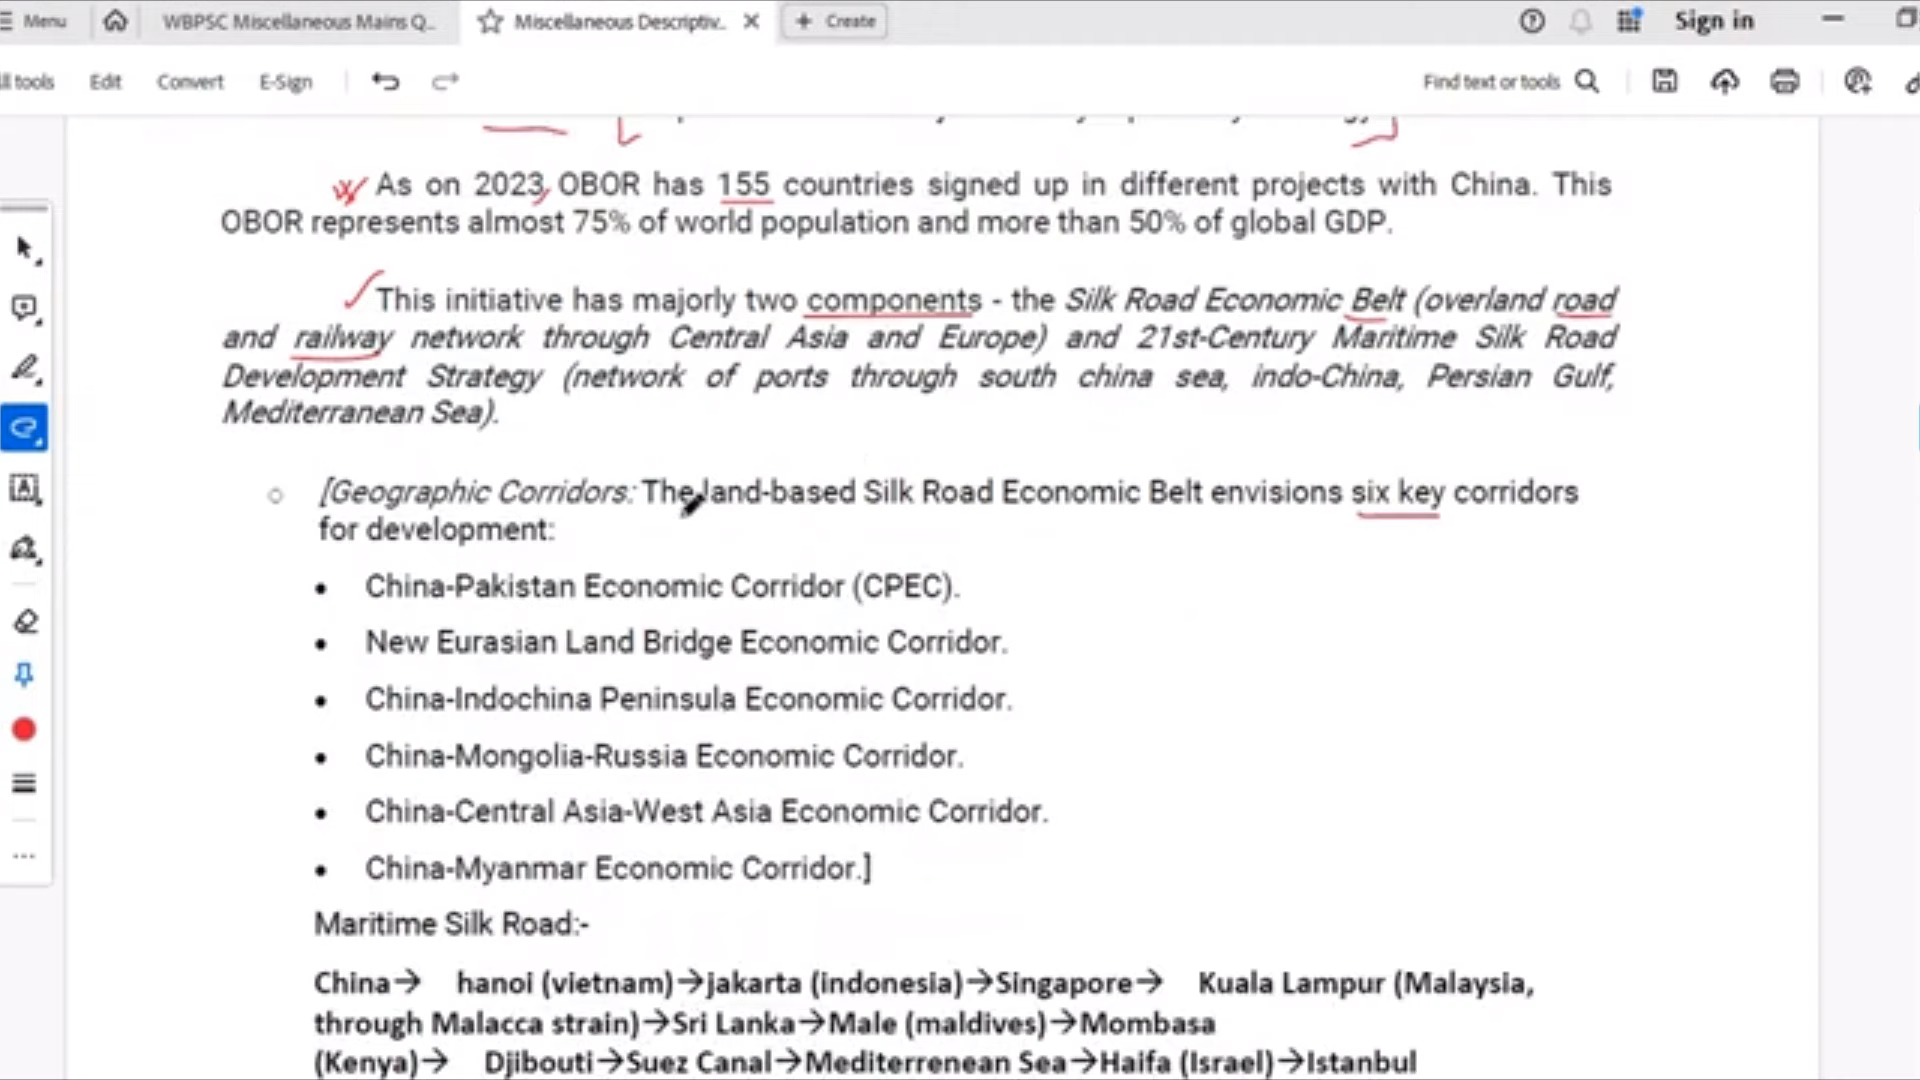 Menu
WBPSC Miscellaneous Mains Q..
Miscellaneous Descriptiv..
+ Create
Sign in
ll tools
Edit
Convert
E-Sign
Find text or tools
As on 2023, OBOR has 155 countries signed up in different projects with China. This
OBOR represents almost 75% of world population and more than 50% of global GDP.
This initiative has majorly two components - the Silk Road Economic Belt (overland road
and railway network through Central Asia and Europe) and 21st-Century Maritime Silk Road
Development Strategy (network of ports through south china sea, indo-China, Persian Gulf,
Mediterranean Sea).
[Geographic Corridors: The land-based Silk Road Economic Belt envisions six key corridors
for development:
China-Pakistan Economic Corridor (CPEC).
New Eurasian Land Bridge Economic Corridor.
China-Indochina Peninsula Economic Corridor.
China-Mongolia-Russia Economic Corridor.
China-Central Asia-West Asia Economic Corridor.
China-Myanmar Economic Corridor.]
Maritime Silk Road:-
China→ hanoi (vietnam)→jakarta (indonesia)→Singapore→ Kuala Lampur (Malaysia,
through Malacca strain)→Sri Lanka→Male (maldives)→Mombasa
(Kenya)→ Djibouti→Suez Canal→Mediterrenean Sea→Haifa (Israel)→Istanbul